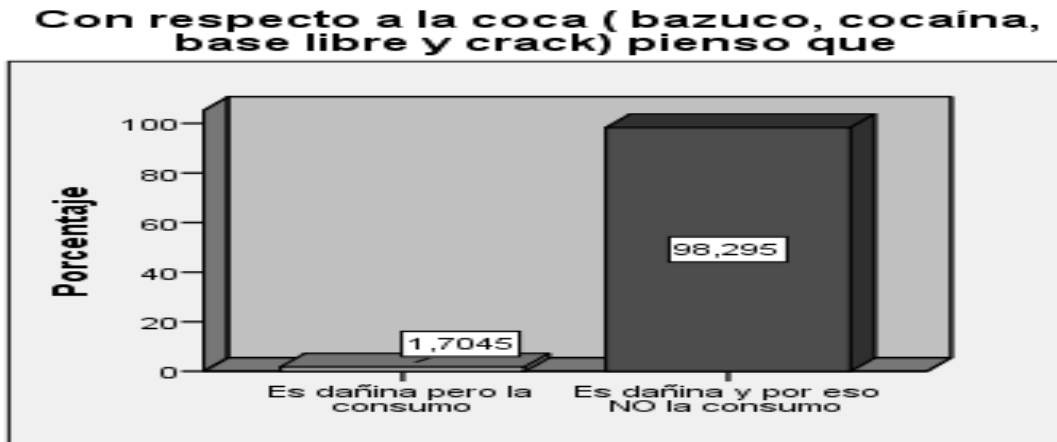 Con respecto a la coca ( bazuco, cocaína,
base libre y crack) pienso que
Porcentaje
100
80
60
40
20
0
1,7045
98,295
Es dañina pero la
consumo
Es dañina y por eso
NO la consumo